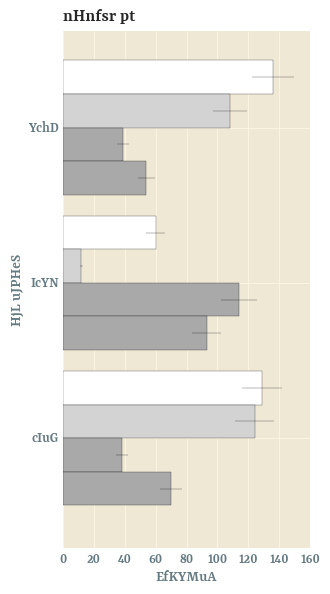 nHnfsr pt
YchD
IcYN
cIuG
HjL uJPHeS
0 20 40 60 80 100 120 140 160
EfKYMuA